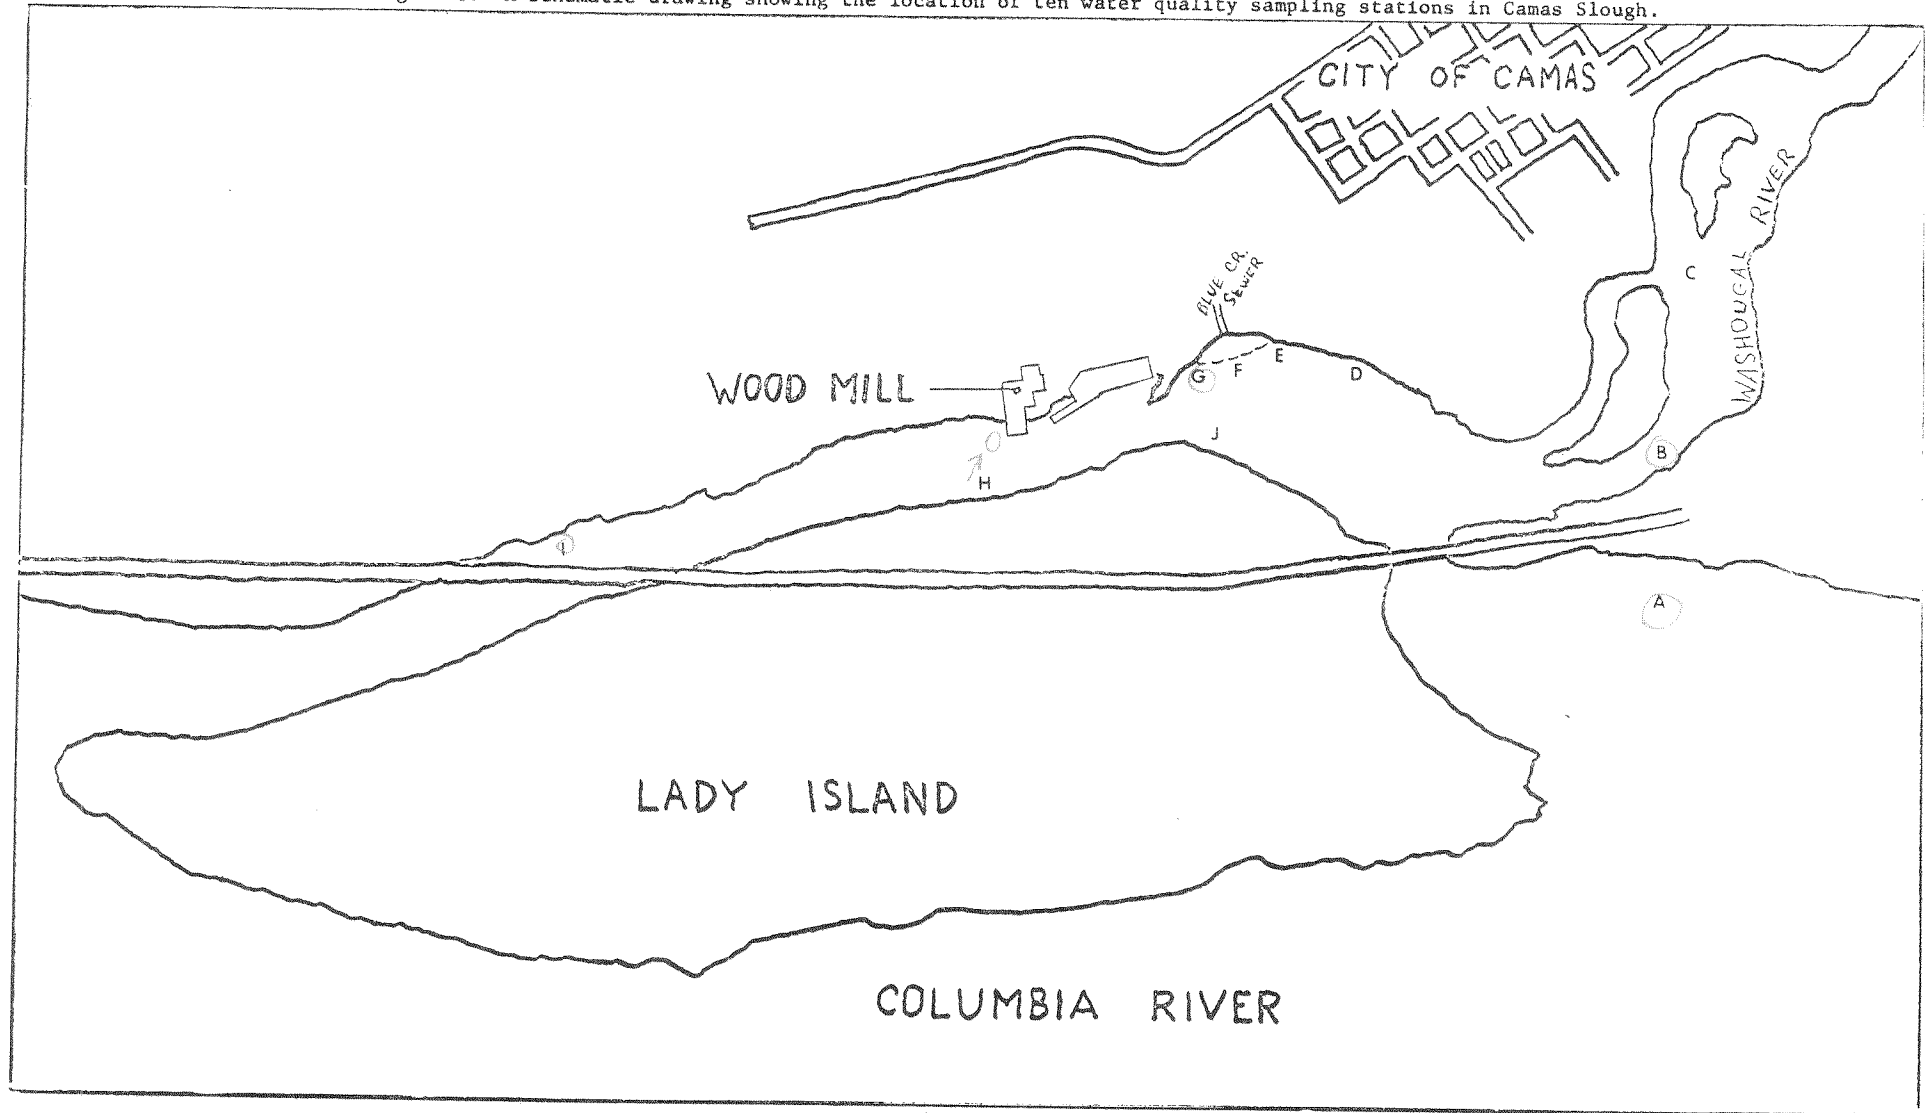 schematic drawing showing the location of ten water quality sampling stations in Camas Slough.
CITY OF CAMAS
WASHOUGAL RIVER
C
BLUE CR.
SEWER
E
F
G
D
WOOD MILL
J
B
H
I
A
LADY ISLAND
COLUMBIA RIVER